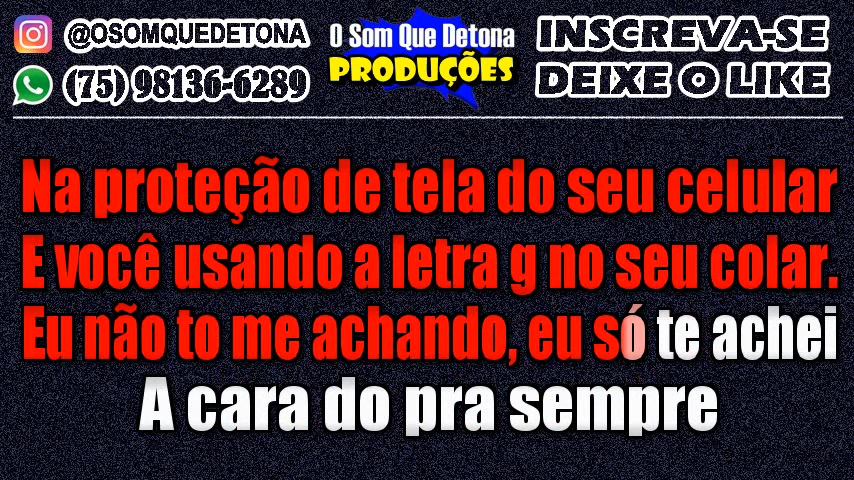 @OSOMQUEDETONA
(75) 98136-6289
O Som Que Detona
PRODUÇÕES
INSCREVA-SE
DEIXE O LIKE
Na proteção de tela do seu celular
E você usando a letra g no seu colar.
Eu não to me achando, eu só te achei
A cara do pra sempre